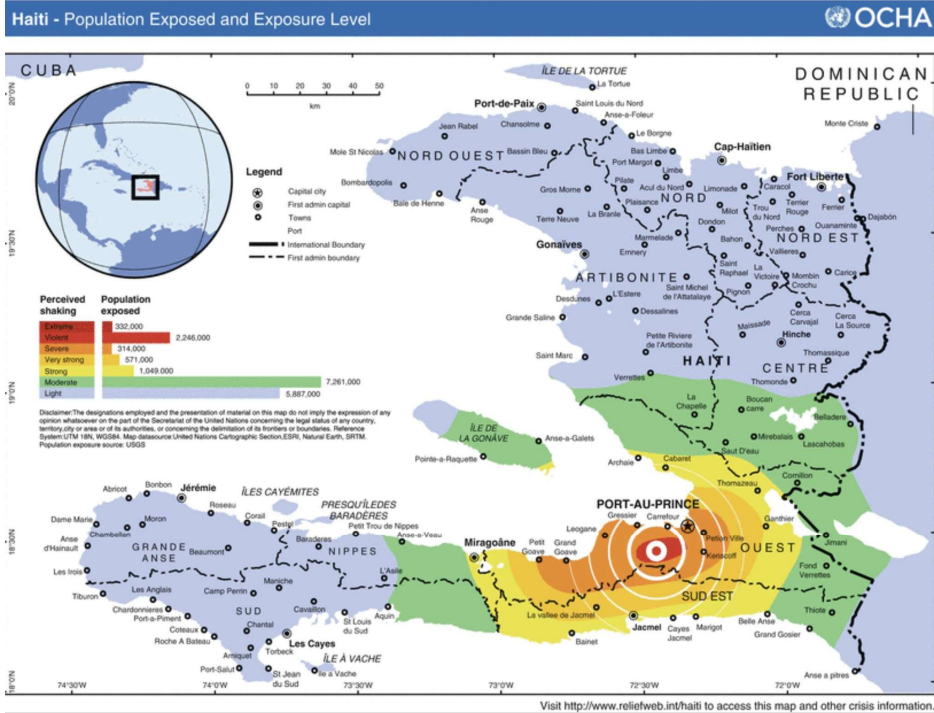 Haiti - Population Exposed and Exposure Level
OCHA
CUBA
ÎLE DE LA TORTUE
La Tortue
DOMINICAN
REPUBLIC
20°0'N
0 10 20 30 40 50
km
Port-de-Paix
Saint Louis du Nord
Anse-a-Foleur
Monte Criste
Jean Rabel
Chansolme
Le Borgne
Mole St Nicolas
NORD OUEST
Bassin Bleu
Bas Limbe
Port Margot
Cap-Haïtien
Limbe
Fort Liberte
Bombardopolis
Baie de Henne
Gros Morne
Pilate
Acul du Nord
Limonade
Caracol
Anse
Rouge
Terre Neuve
La Branle
Plaisance
NORD
Milot
Trou
du Nord
Terrier
Rouge
Ferrier
Dondon
Perches
Ouanaminte
Dajabón
19°30'N
Gonaïves
Marmelade
Emnery
Bahon
NORD EST
Vallieres
ARTIBONITE
Saint
Raphael
La
Victoire
Mombin
Crochu
Carice
Saint Michel
de l'Attatalaye
Pignon
Desdunes
L'Estere
Grande Saline
Dessalines
Cerca
Carvajal
Cerca
La Source
Maissade
Hinche
Petite Riviere
de l'Artibonite
Saint Marc
HAITI
Thomassique
CENTRE
Verrettes
Thomonde
19°0'N
Legend
Capital city
First admin capital
Towns
Port
International Boundary
First admin boundary
Perceived
shaking
Population
exposed
Extreme 332,000
Violent 2,246,000
Severe 314,000
Very strong 571,000
Strong 1,049.000
Moderate 7,261,000
Light 5,887,000
Disclaimer:The designations employed and the presentation of material on this map do not imply the expression of any
opinion whatsoever on the part of the Secretariat of the United Nations concerning the legal status of any country,
territory,city or area or of its authorities, or concerning the delimitation of its frontiers or boundaries. Reference
System:UTM 18N, WGS84. Map datasource:United Nations Cartographic Section,ESRI, Natural Earth, SRTM.
Population exposure source: USGS
La
Chapelle
Boucan
carre
Belladere
ÎLE DE
LA GONÂVE
Anse-a-Galets
Mirebalais
Lascahobas
Saut D'eau
Pointe-a-Raquette
Archaie
Cabaret
Thomazeau
Cornillon
Abricot
Bonbon
Jérémie
ÎLES CAYÉMITES
PORT-AU-PRINCE
Roseau
Corail
Pestel
PRESQU'ÎLEDES
BARADÈRES
Petit Trou de Nippes
Gressier
Carrefour
Ganthier
18°30'N
Dame Marie
Moron
Chambellan
Leogane
Petion Ville
Anse
d'Hainault
GRANDE
ANSE
Beaumont
Baraderes
NIPPES
Anse-a-Veau
Miragoâne
Petit
Goave
Grand
Goave
Kenscoff
OUEST
Jimani
Les Irois
Fond
Verrettes
L'Asile
Tiburon
Les Anglais
Camp Perrin
Maniche
SUD EST
Chardonnieres
Port-a-Piment
SUD
Cavaillon
St Louis
du Sud
Aquin
La vallee de Jacmel
Jacmel
Cayes
Jacmel
Marigot
Belle Anse
Thiote
Coteaux
Roche A Bateau
Chantal
Les Cayes
Bainet
Grand Gosier
Arniquet
Torbeck
ÎLE À VACHE
Port-Salut
St Jean
du Sud
Ile a Vache
Anse a pitres
18°0'N
74°30'W 74°0'W 73°30'W 73°0'W 72°30'W 72°0'W
Visit http://www.reliefweb.int/haiti to access this map and other crisis information.